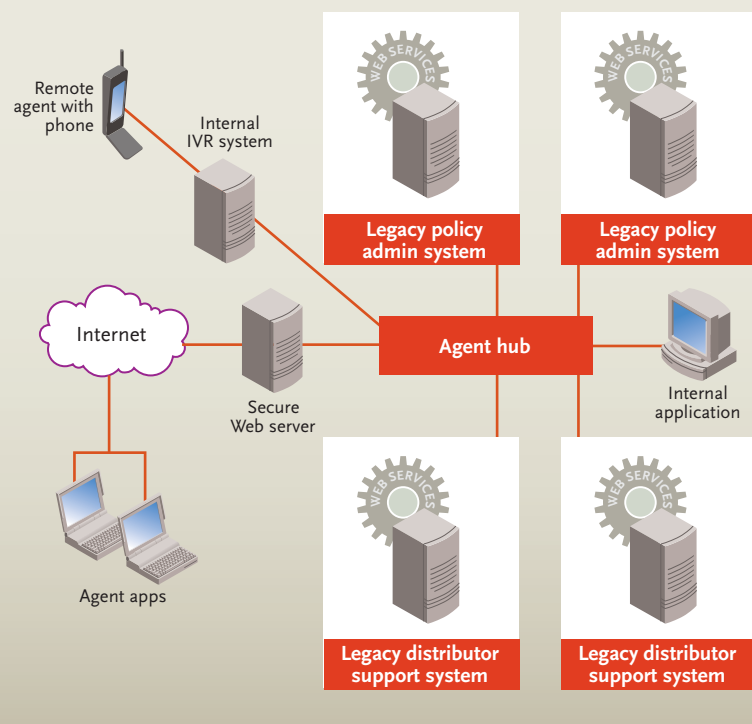 WEB SERVICES
WEB SERVICES
Remote
agent with
phone
Internal
IVR system
Legacy policy
admin system
Legacy policy
admin system
Internet
Agent hub
Secure
Web server
Internal
application
WEB SERVICES
WEB SERVICES
Agent apps
Legacy distributor
support system
Legacy distributor
support system